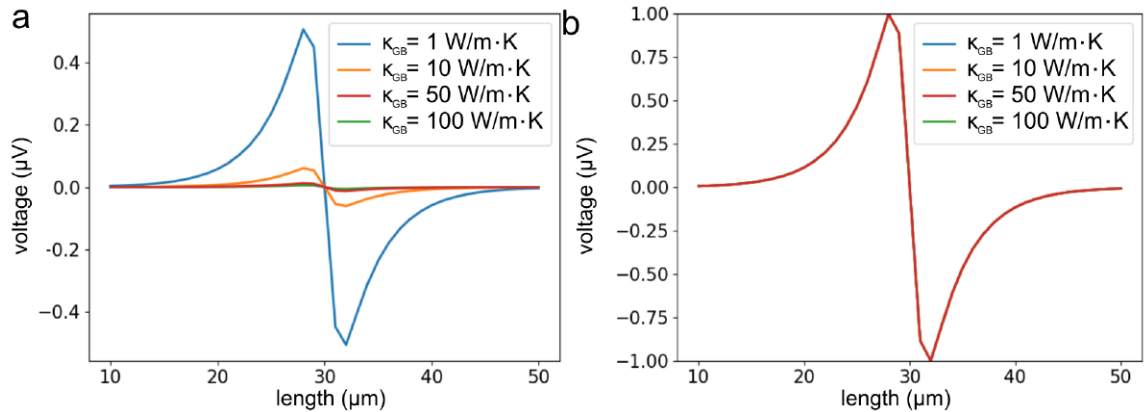 a
voltage (µV)
0.4
0.2
0.0
−0.2
−0.4
10 20 30 40 50
length (µm)
κGB= 1 W/m·K
κGB= 10 W/m·K
κGB= 50 W/m·K
κGB= 100 W/m·K
b
voltage (µV)
1.00
0.75
0.50
0.25
0.00
−0.25
−0.50
−0.75
−1.00
10 20 30 40 50
length (µm)
κGB= 1 W/m·K
κGB= 10 W/m·K
κGB= 50 W/m·K
κGB= 100 W/m·K